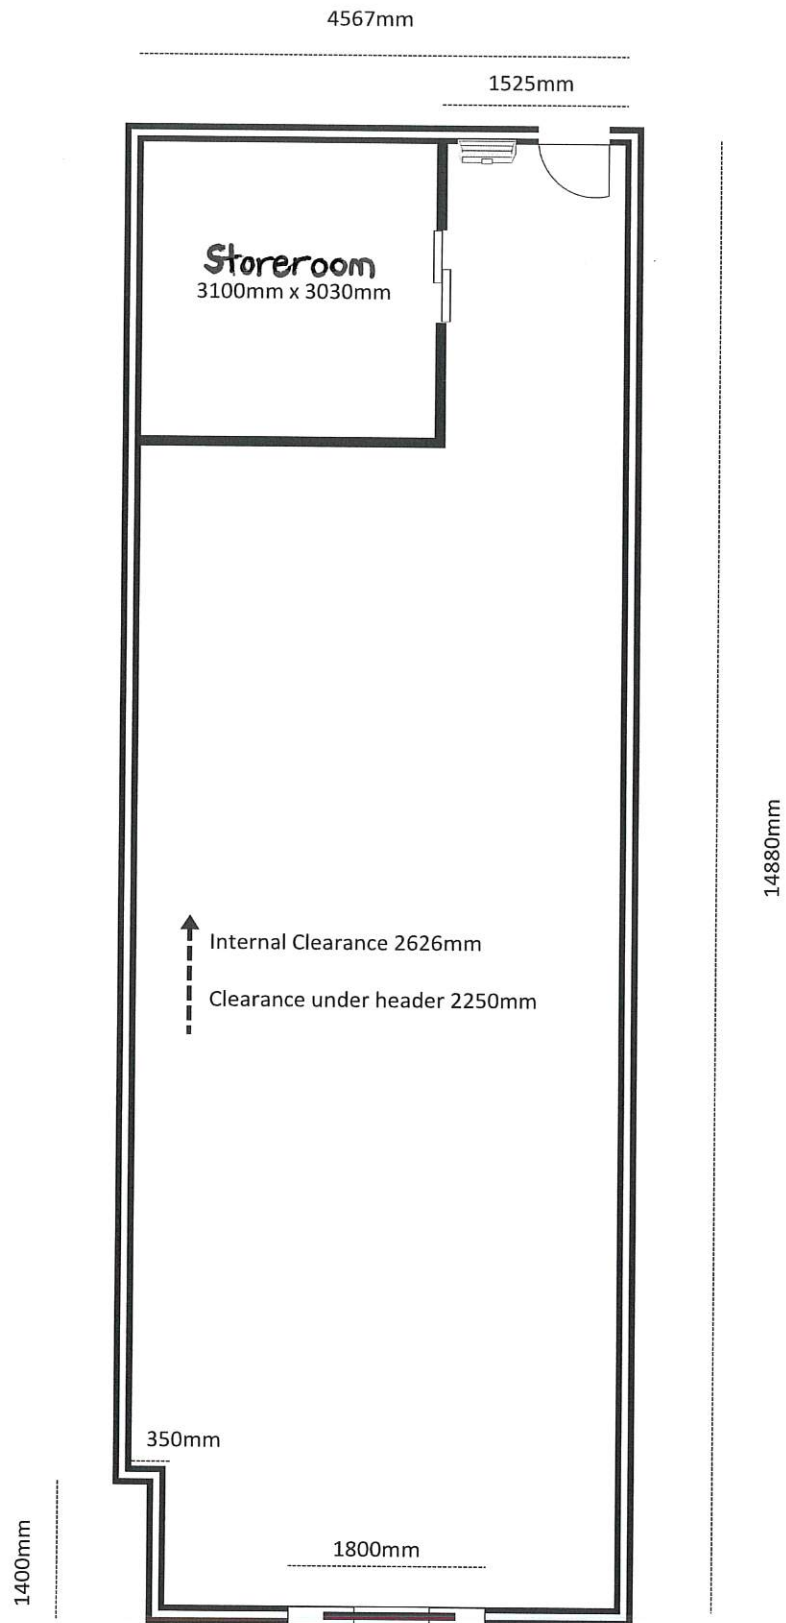 4567mm
1525mm
Storeroom
3100mm x 3030mm
14880mm
Internal Clearance 2626mm
Clearance under header 2250mm
350mm
1400mm
1800mm